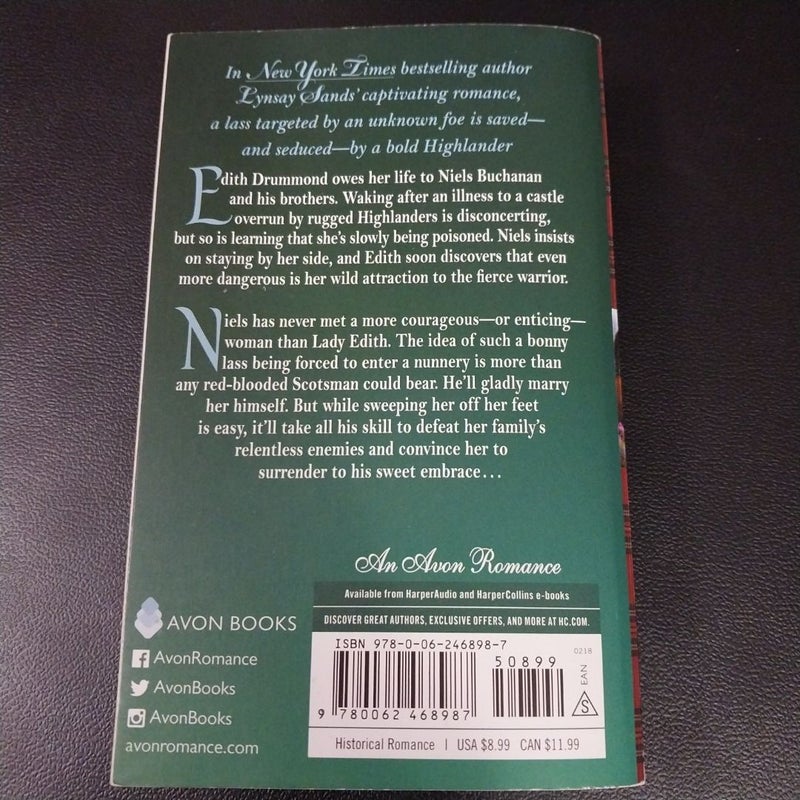 In New York Times bestselling author
Lynsay Sands' captivating romance,
a lass targeted by an unknown foe is saved—
and seduced—by a bold Highlander
Edith Drummond owes her life to Niels Buchanan
and his brothers. Waking after an illness to a castle
overrun by rugged Highlanders is disconcerting,
but so is learning that she's slowly being poisoned. Niels insists
on staying by her side, and Edith soon discovers that even
more dangerous is her wild attraction to the fierce warrior.
Niels has never met a more courageous—or enticing—
woman than Lady Edith. The idea of such a bonny
lass being forced to enter a nunnery is more than
any red-blooded Scotsman could bear. He'll gladly marry
her himself. But while sweeping her off her feet
is easy, it'll take all his skill to defeat her family's
relentless enemies and convince her to
surrender to his sweet embrace...
An Avon Romance
Available from HarperAudio and HarperCollins e-books
DISCOVER GREAT AUTHORS, EXCLUSIVE OFFERS, AND MORE AT HC.COM.
AVON BOOKS
AvonRomance
AvonBooks
AvonBooks
avonromance.com
ISBN 978-0-06-246898-7
50899
0218
EAN
S
9 780062 468987
Historical Romance | USA $8.99 CAN $11.99